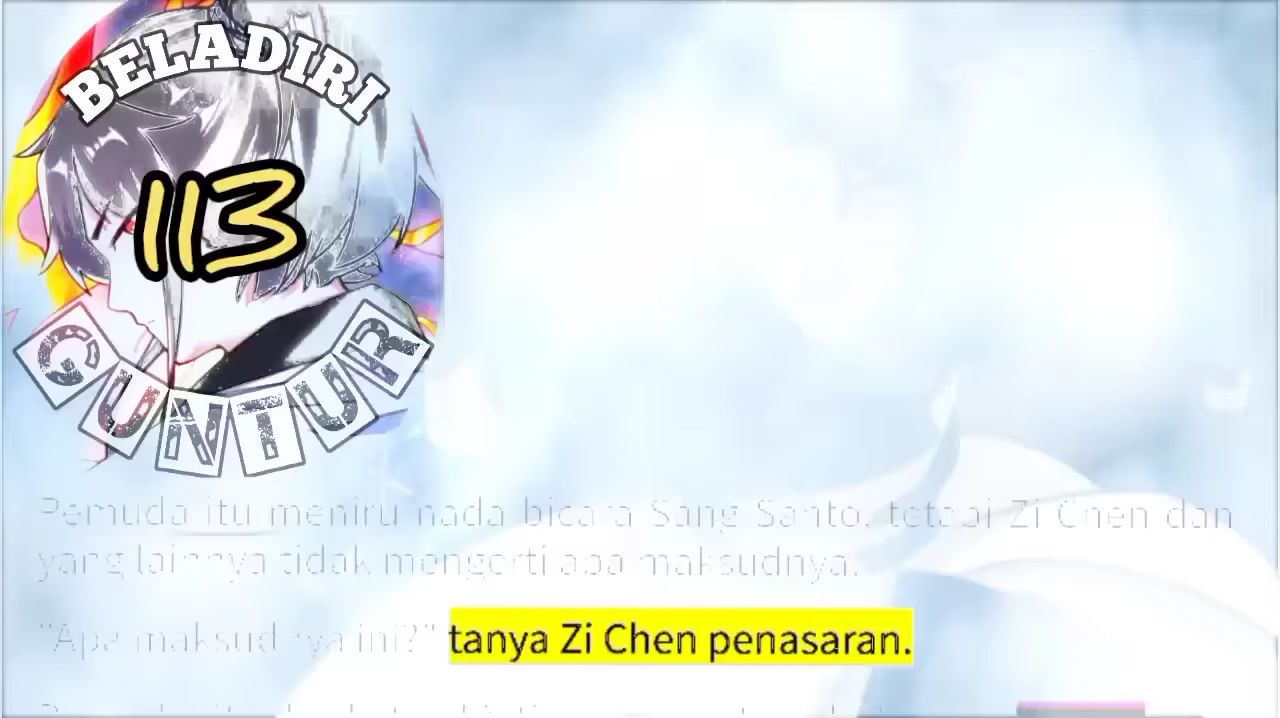 BELADIRI
113
GUNTUR
Pemuda itu meniru nada bicara Sang Santo, tetapi Zi Chen dan
yang lainnya tidak mengerti apa maksudnya.
"Apa maksudnya ini?" tanya Zi Chen penasaran.